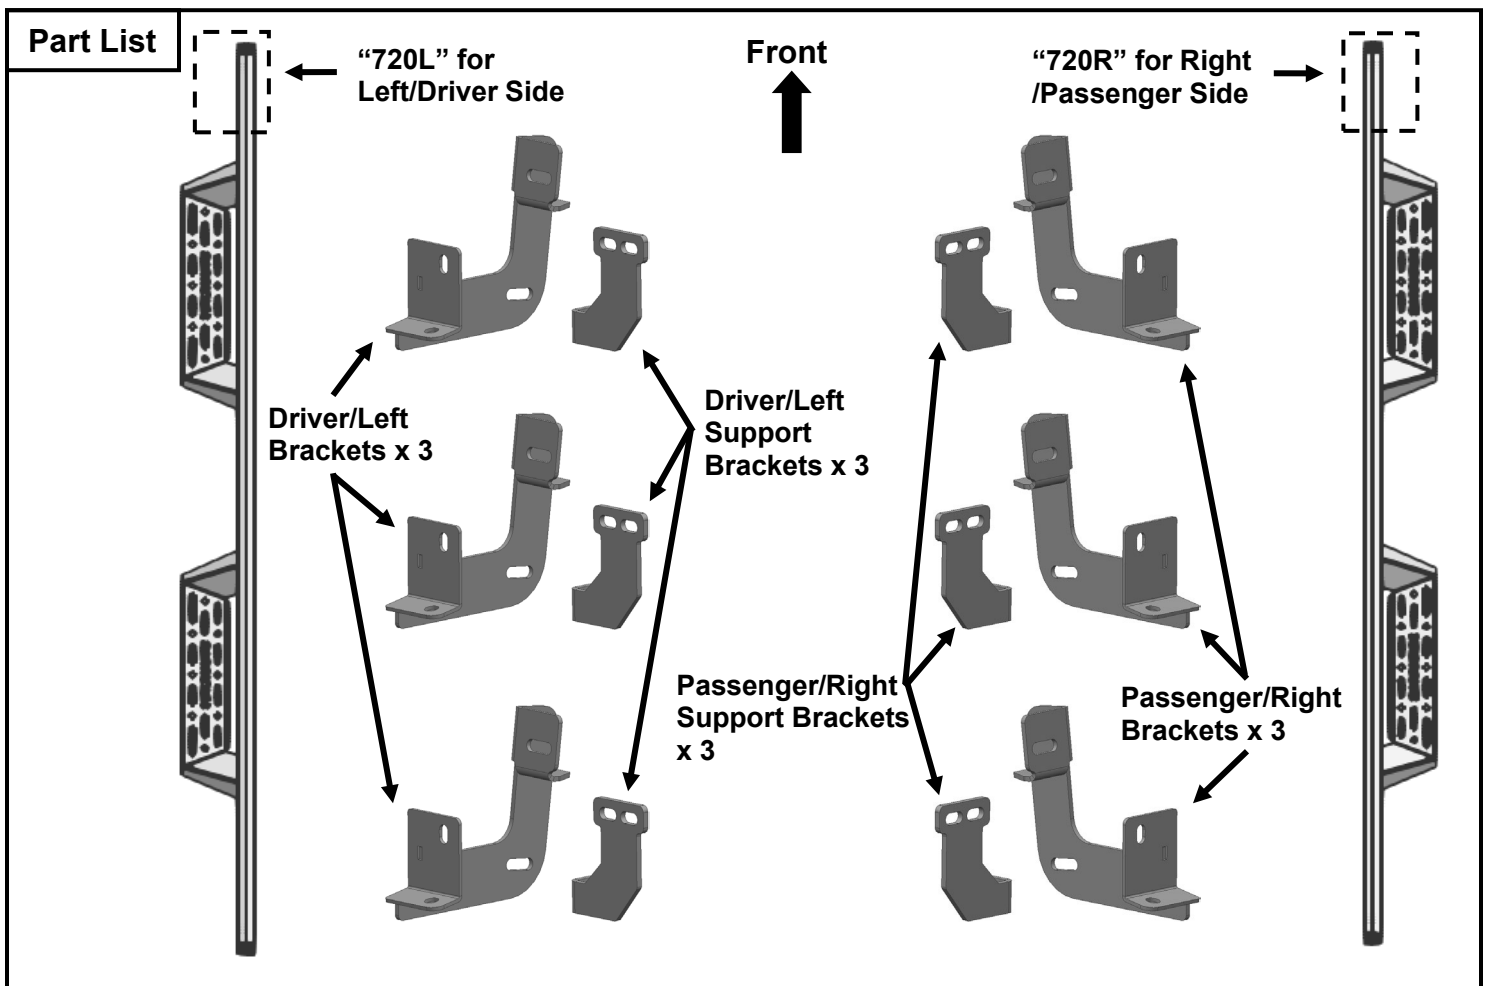 Part List
“720L” for
Left/Driver Side
Front
“720R” for Right
/Passenger Side
Driver/Left
Brackets x 3
Driver/Left
Support
Brackets x 3
Passenger/Right
Support Brackets
x 3
Passenger/Right
Brackets x 3